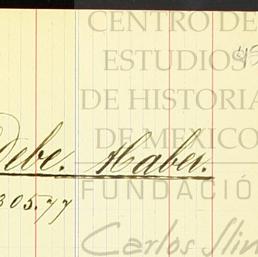 CENTRO DE
ESTUDIOS
DE HISTORIA
DE MEXICO
Debe. Haber.
305.77
FUNDACIÓ
Carlos Slim